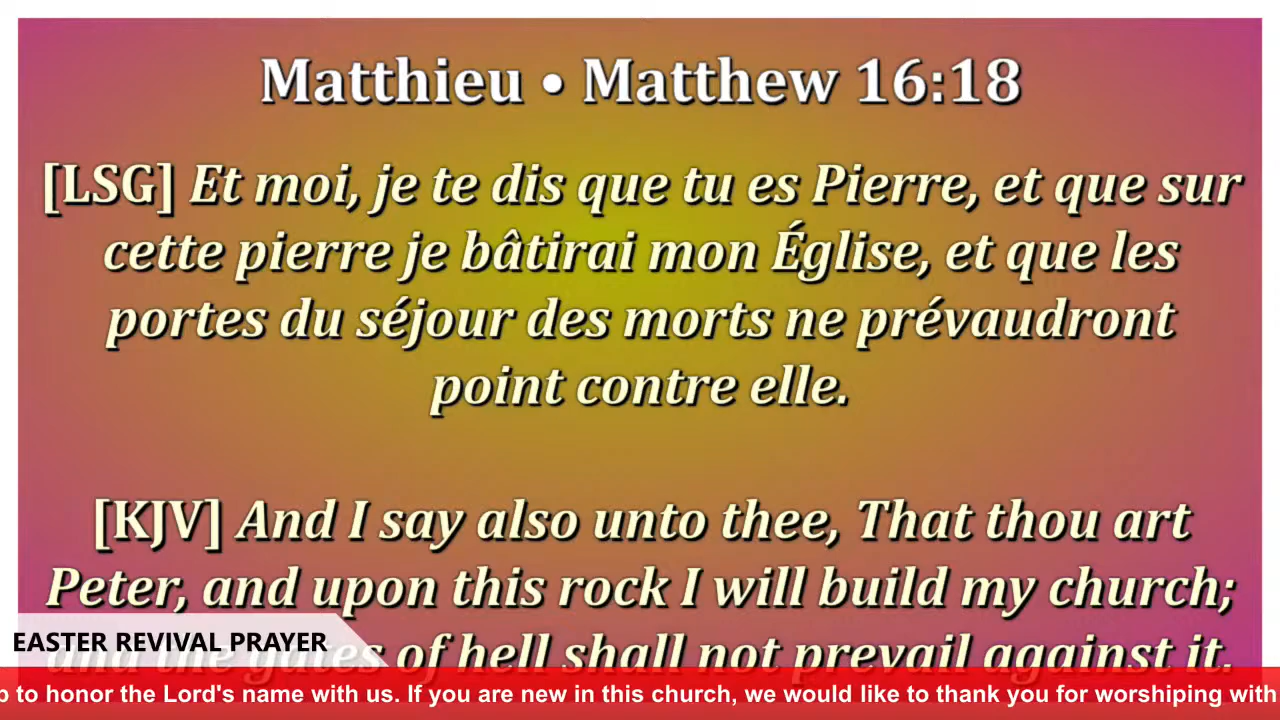 Matthieu • Matthew 16:18
[LSG] Et moi, je te dis que tu es Pierre, et que sur
cette pierre je bâtirai mon Église, et que les
portes du séjour des morts ne prévaudront
point contre elle.
[KJV] And I say also unto thee, That thou art
Peter, and upon this rock I will build my church;
and the gates of hell shall not prevail against it.
EASTER REVIVAL PRAYER
to honor the Lord's name with us. If you are new in this church, we would like to thank you for worshiping with